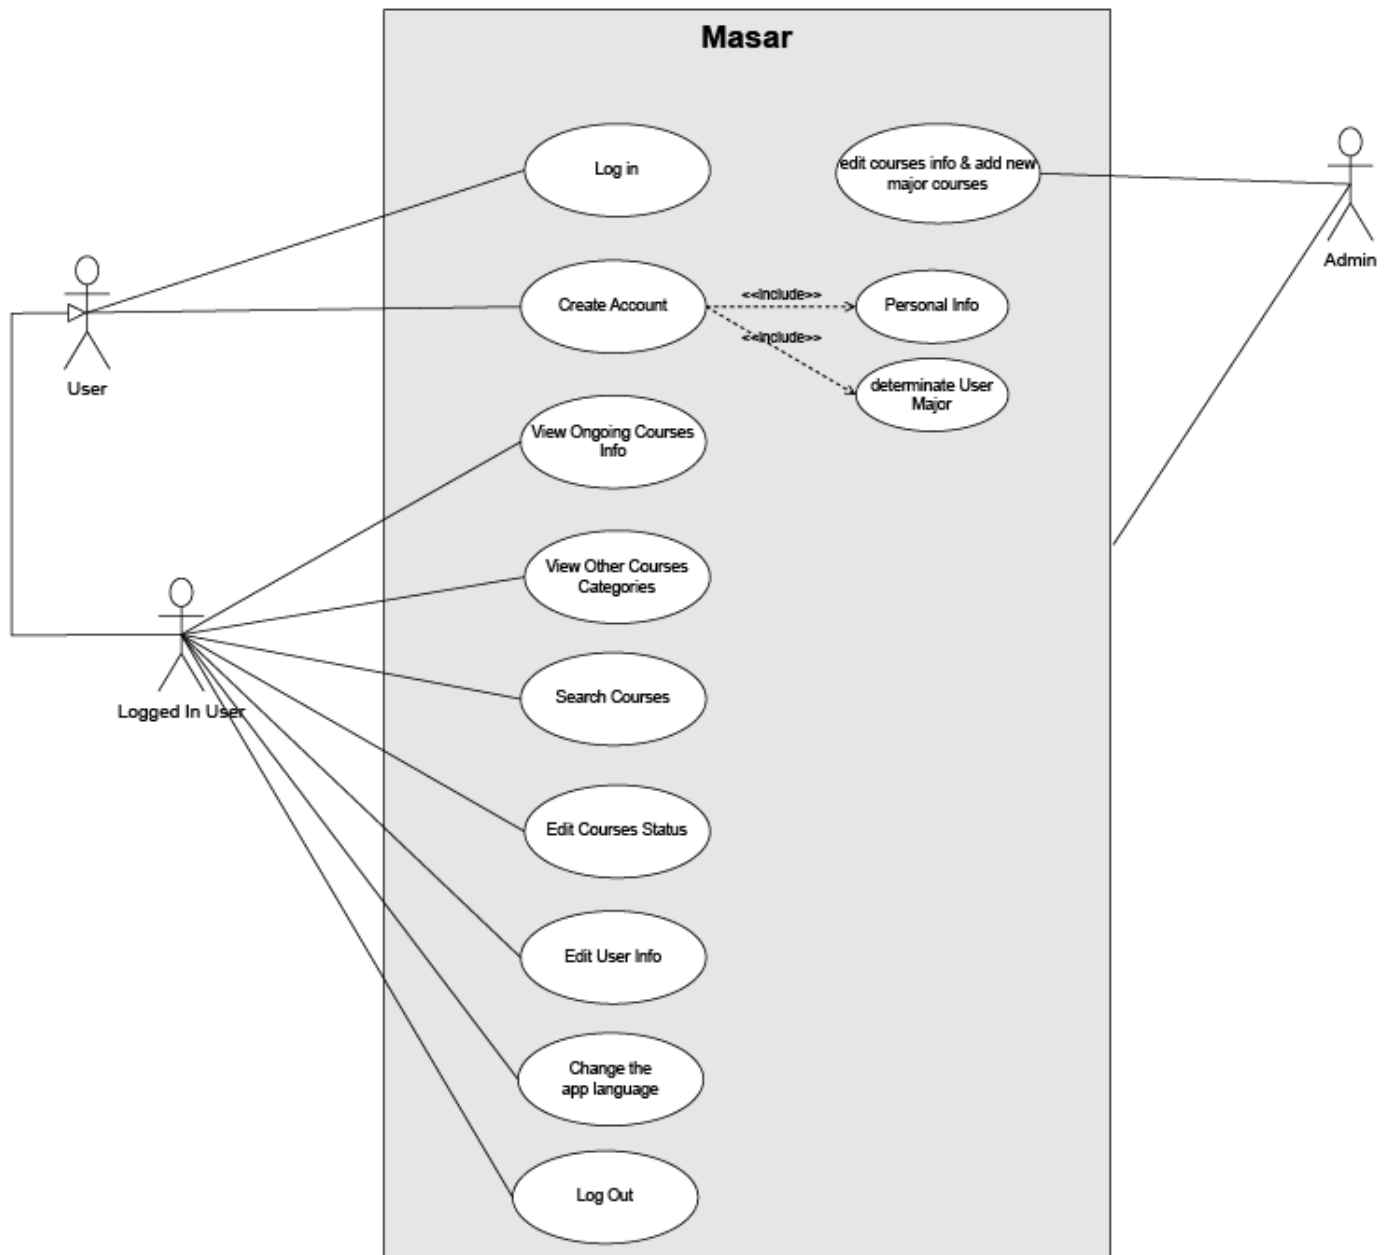 Masar
Log in
edit courses info & add new
major courses
Admin
Create Account
<<include>>
Personal Info
<<include>>
determinate User
Major
User
View Ongoing Courses
Info
View Other Courses
Categories
Search Courses
Logged In User
Edit Courses Status
Edit User Info
Change the
app language
Log Out